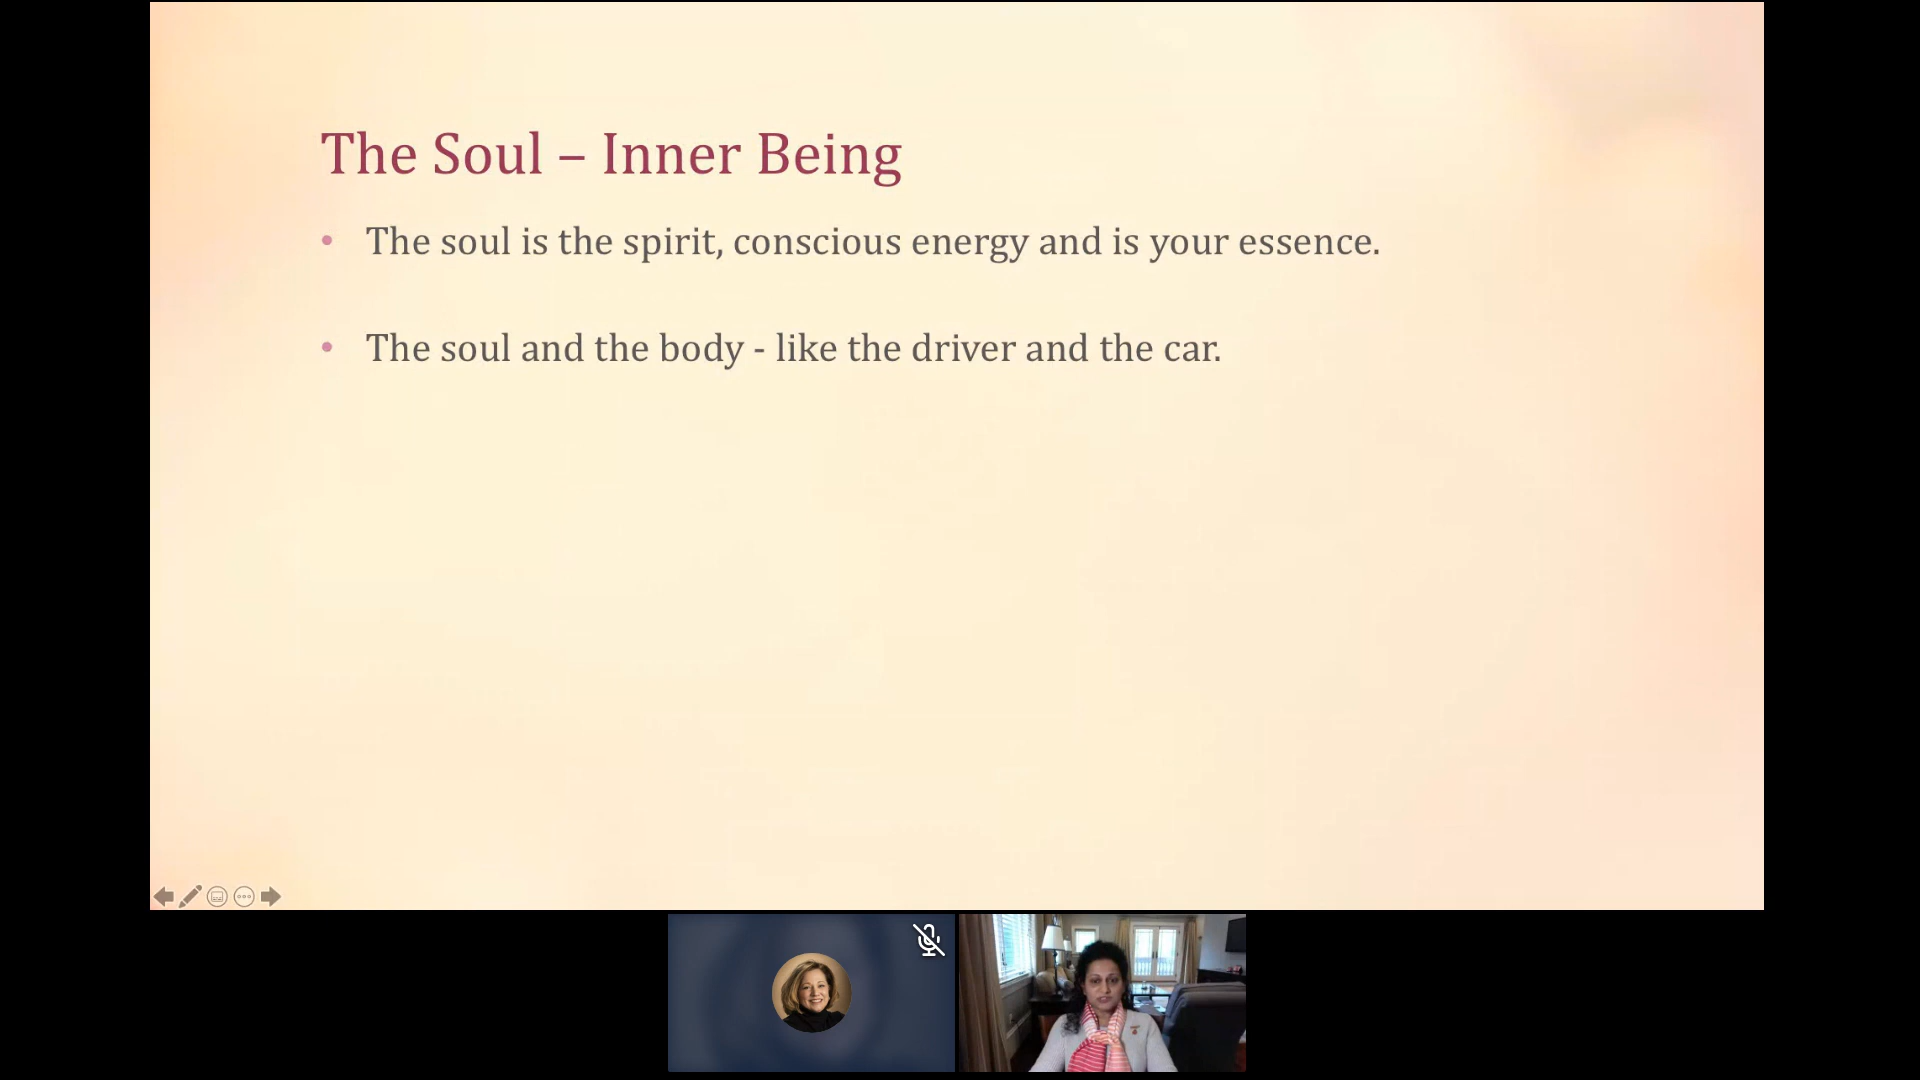 The Soul – Inner Being
• The soul is the spirit, conscious energy and is your essence.
• The soul and the body - like the driver and the car.